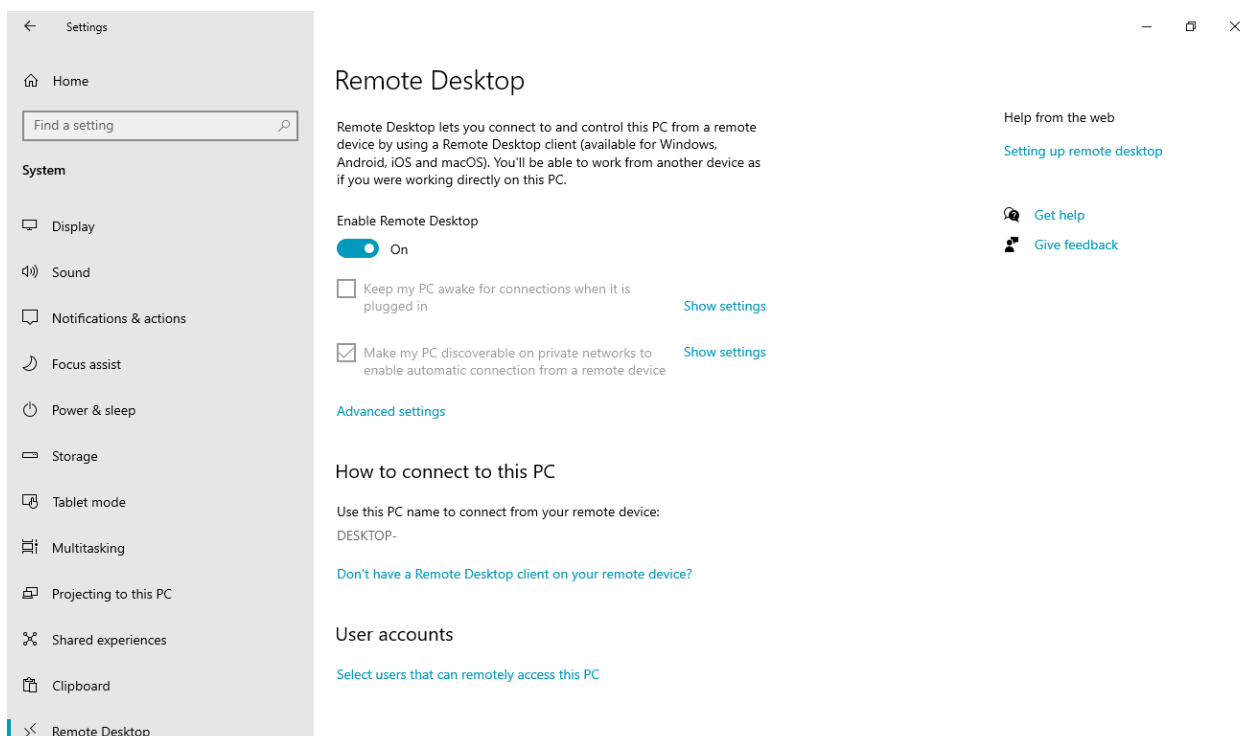 Settings
Home
Find a setting
System
Display
Sound
Notifications & actions
Focus assist
Power & sleep
Storage
Tablet mode
Multitasking
Projecting to this PC
Shared experiences
Clipboard
Remote Desktop
Remote Desktop
Remote Desktop lets you connect to and control this PC from a remote
device by using a Remote Desktop client (available for Windows,
Android, iOS and macOS). You'll be able to work from another device as
if you were working directly on this PC.
Enable Remote Desktop
On
Keep my PC awake for connections when it is
plugged in
Show settings
Make my PC discoverable on private networks to
enable automatic connection from a remote device
Show settings
Advanced settings
How to connect to this PC
Use this PC name to connect from your remote device:
DESKTOP-
Don't have a Remote Desktop client on your remote device?
User accounts
Select users that can remotely access this PC
Help from the web
Setting up remote desktop
Get help
Give feedback